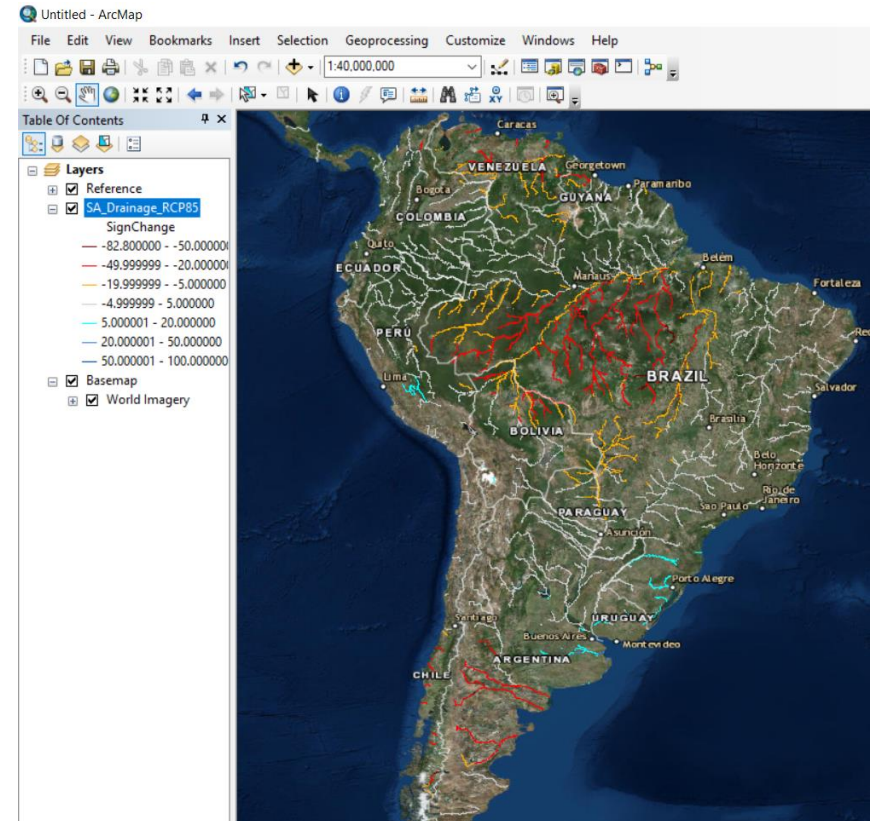 Untitled - ArcMap
File Edit View Bookmarks Insert Selection Geoprocessing Customize Windows Help
1:40,000,000
Table Of Contents
Layers
Reference
SA_Drainage_RCP85
SignChange
-82.800000 - -50.000000
-49.999999 - -20.000000
-19.999999 - -5.000000
-4.999999 - 5.000000
5.000001 - 20.000000
20.000001 - 50.000000
50.000001 - 100.000000
Basemap
World Imagery
Caracas
VENEZUELA
Georgetown
Paramaribo
Bogota
GUYANA
COLOMBIA
Quito
Belém
ECUADOR
Manaus
Fortaleza
PERU
Lima
BRAZIL
Salvador
Brasilia
BOLIVIA
Belo
Horizonte
Rio de
Janeiro
Sao Paulo
PARAGUAY
Asunción
Porto Alegre
Santiago
URUGUAY
Buenos Aires
Montevideo
ARGENTINA
CHILE